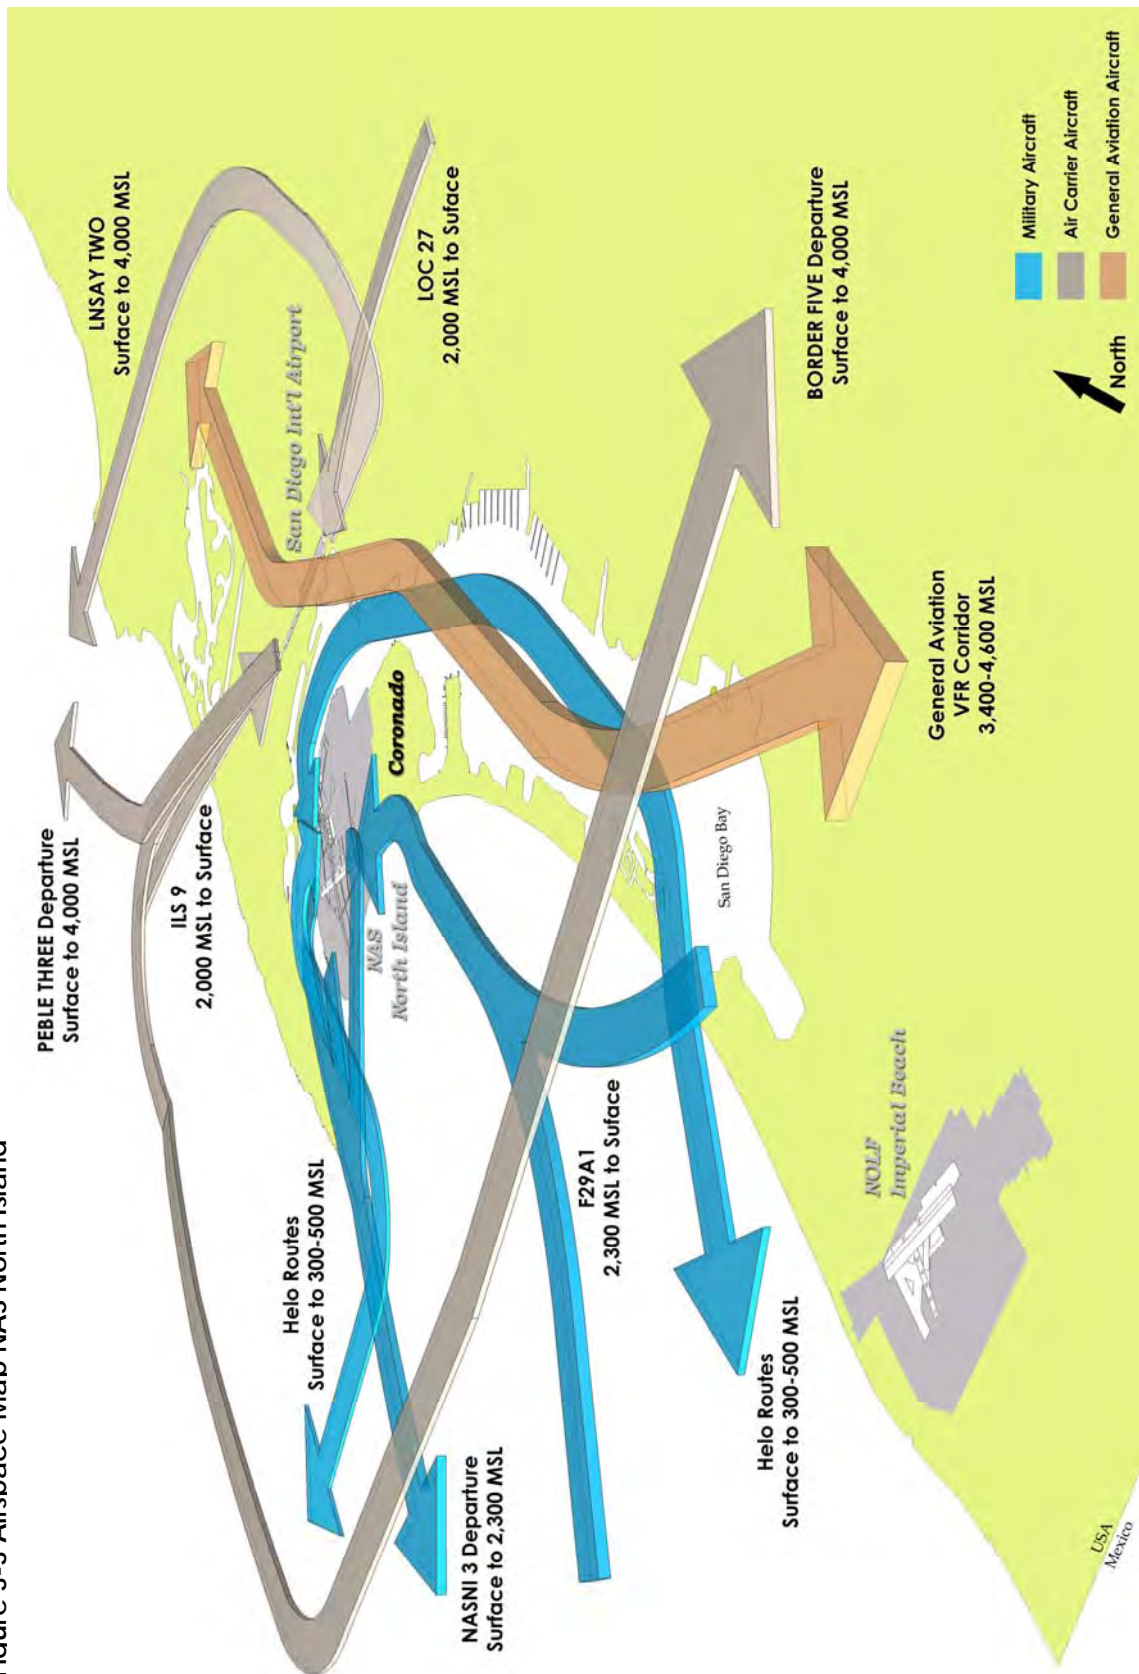 Figure 3-3 Airspace Map NAS North Island
PEBLE THREE Departure
Surface to 4,000 MSL
LNSAY TWO
Surface to 4,000 MSL
ILS 9
2,000 MSL to Suface
San Diego Int'l Airport
LOC 27
2,000 MSL to Suface
Helo Routes
Surface to 300-500 MSL
NAS
North Island
Coronado
NASNI 3 Departure
Surface to 2,300 MSL
F29A1
2,300 MSL to Suface
San Diego Bay
BORDER FIVE Departure
Surface to 4,000 MSL
Helo Routes
Surface to 300-500 MSL
General Aviation
VFR Corridor
3,400-4,600 MSL
NOLF
Imperial Beach
USA
Mexico
North
Military Aircraft
Air Carrier Aircraft
General Aviation Aircraft